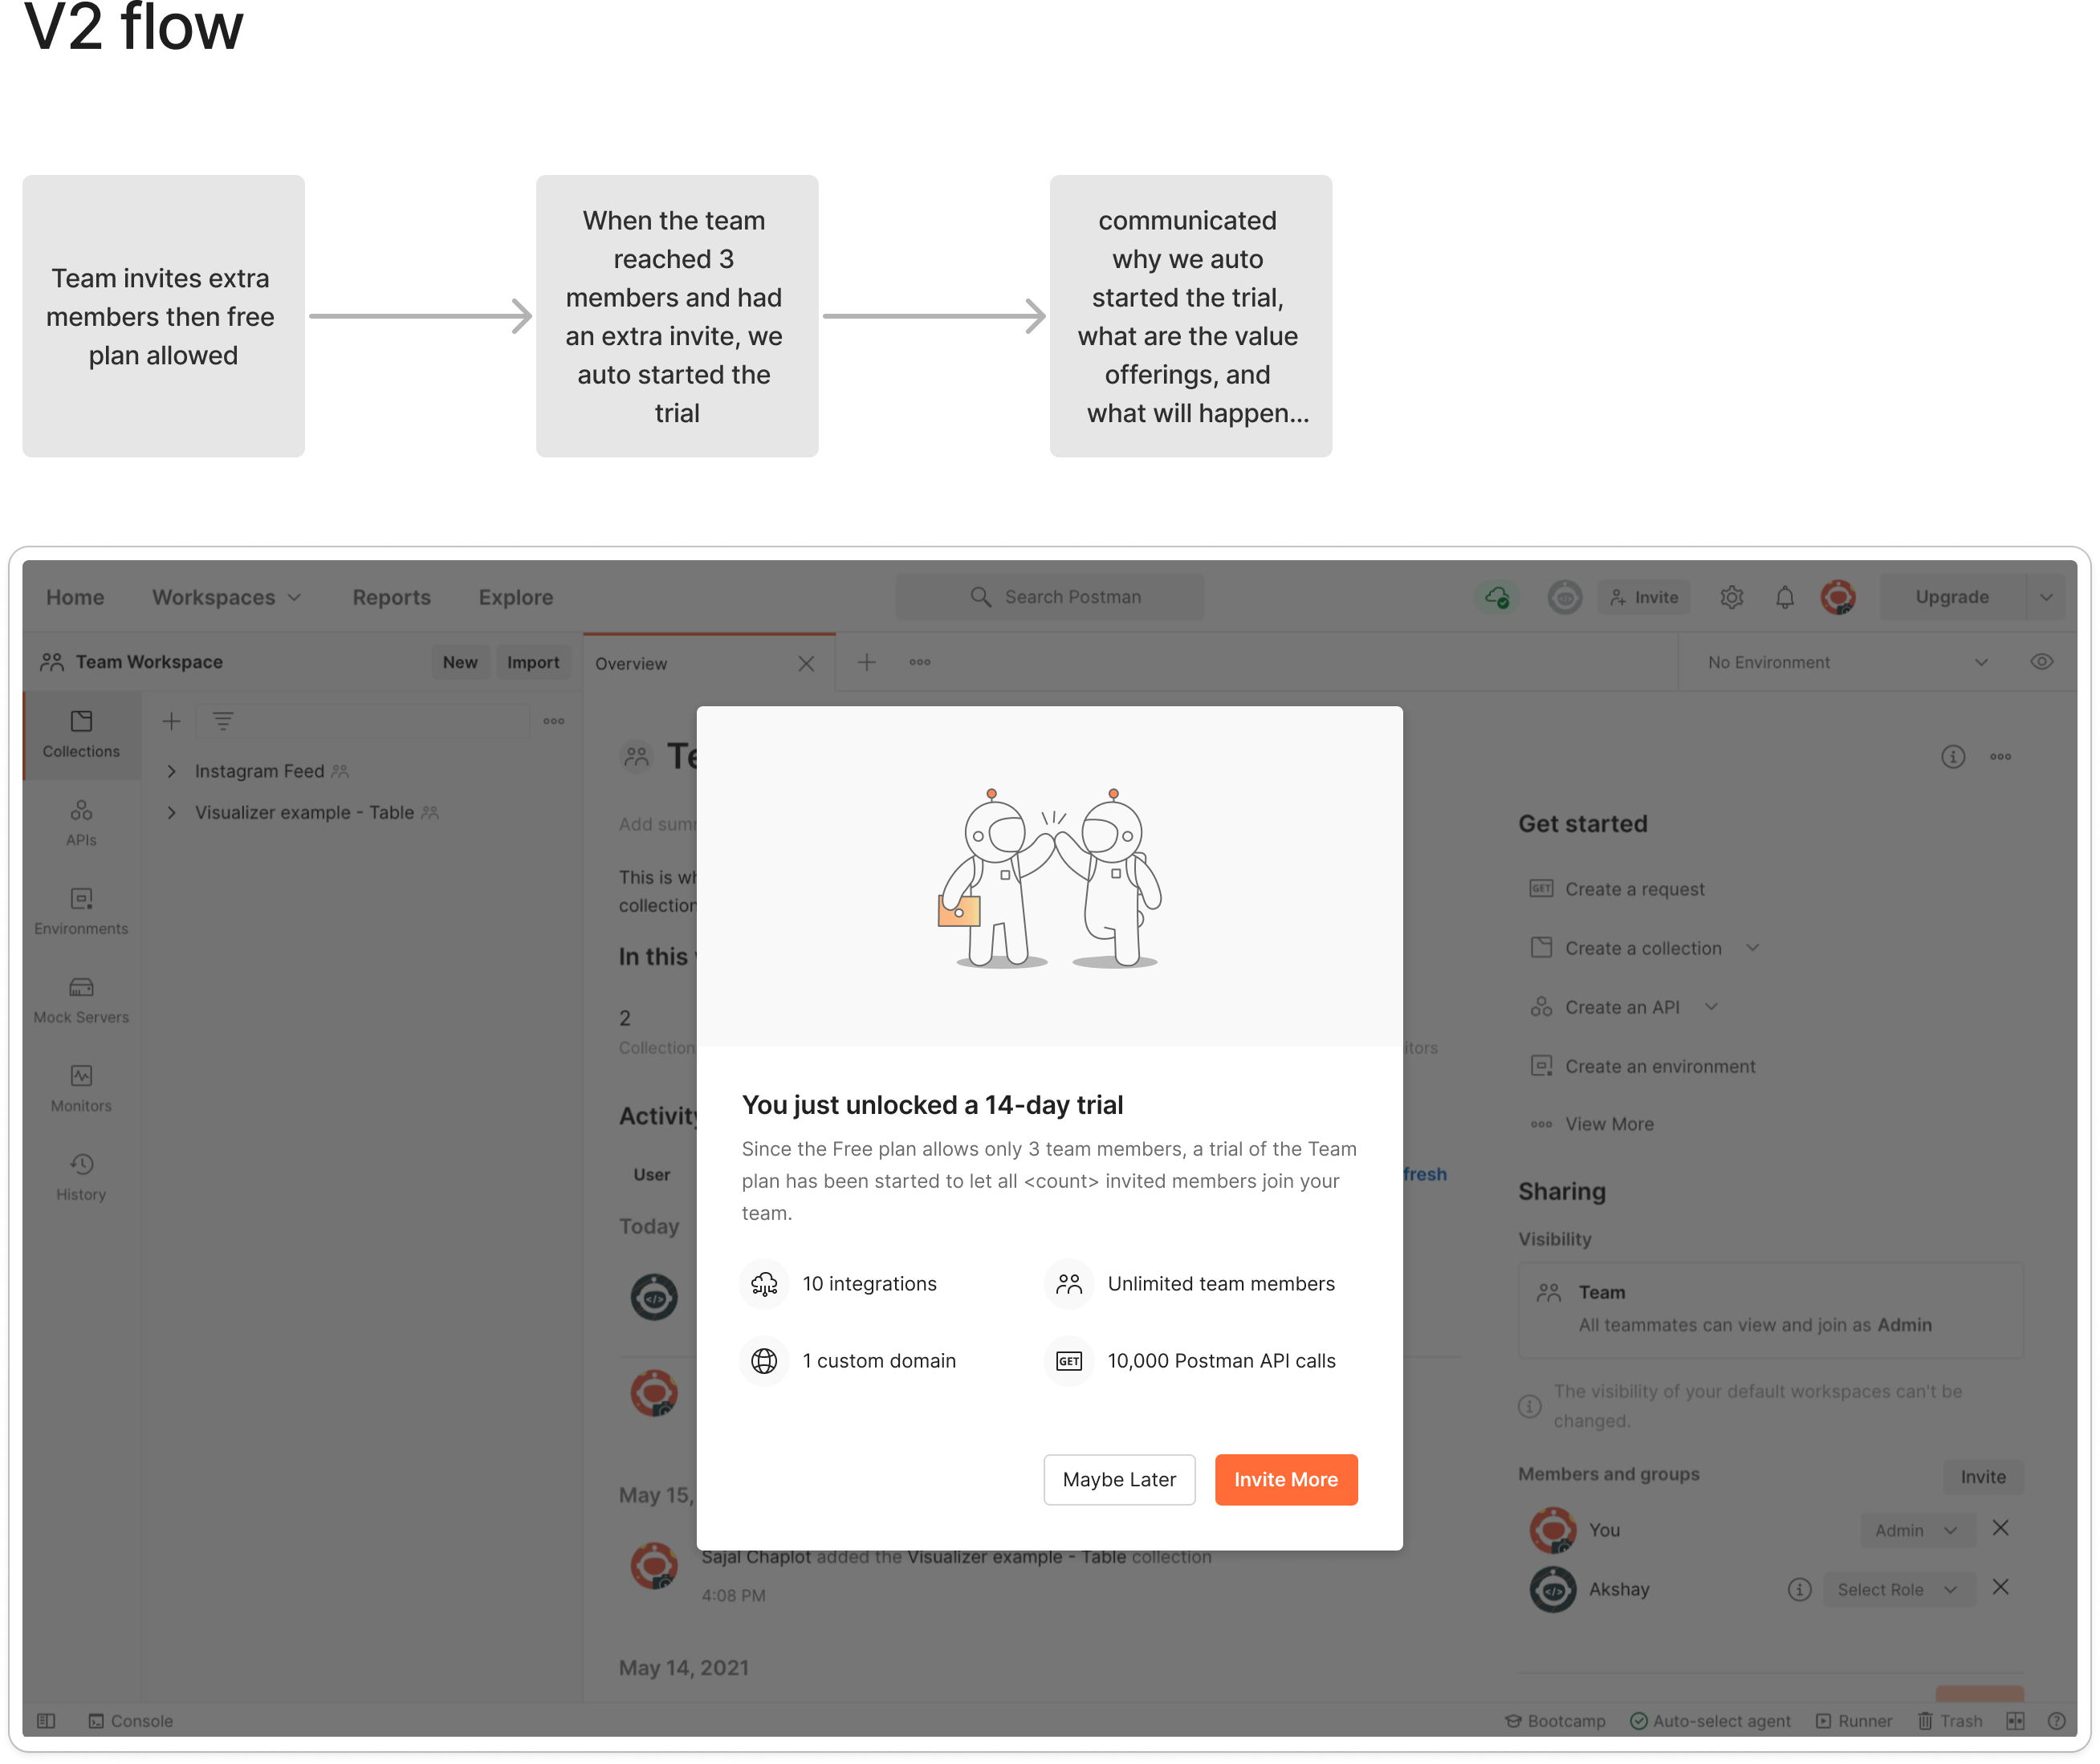 V2 flow
Team invites extra
members then free
plan allowed
When the team
reached 3
members and had
an extra invite, we
auto started the
trial
communicated
why we auto
started the trial,
what are the value
offerings, and
what will happen...
Home
Workspaces
Reports
Explore
Search Postman
Invite
Upgrade
Team Workspace
New
Import
Overview
No Environment
Collections
APIs
Environments
Mock Servers
Monitors
History
Instagram Feed
Visualizer example - Table
Te
Add sum
This is wh
collection
In this
2
Collection
itors
Activity
User
fresh
Today
May 15,
Sajal Chaplot added the Visualizer example - Table collection
4:08 PM
May 14, 2021
You just unlocked a 14-day trial
Since the Free plan allows only 3 team members, a trial of the Team
plan has been started to let all <count> invited members join your
team.
10 integrations
Unlimited team members
1 custom domain
GET
10,000 Postman API calls
Maybe Later
Invite More
Get started
GET
Create a request
Create a collection
Create an API
Create an environment
View More
Sharing
Visibility
Team
All teammates can view and join as Admin
The visibility of your default workspaces can't be
changed.
Members and groups
Invite
You
Admin
Akshay
Select Role
Console
Bootcamp
Auto-select agent
Runner
Trash